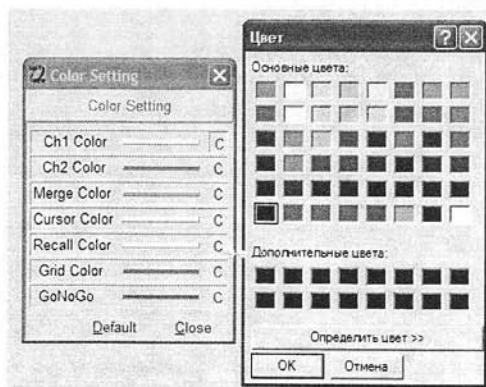 Color Setting
Color Setting
Ch1 Color C
Ch2 Color C
Merge Color C
Cursor Color C
Recall Color C
Grid Color C
GoNoGo C
Default Close
Цвет
Основные цвета:
Дополнительные цвета:
Определить цвет >>
OK Отмена